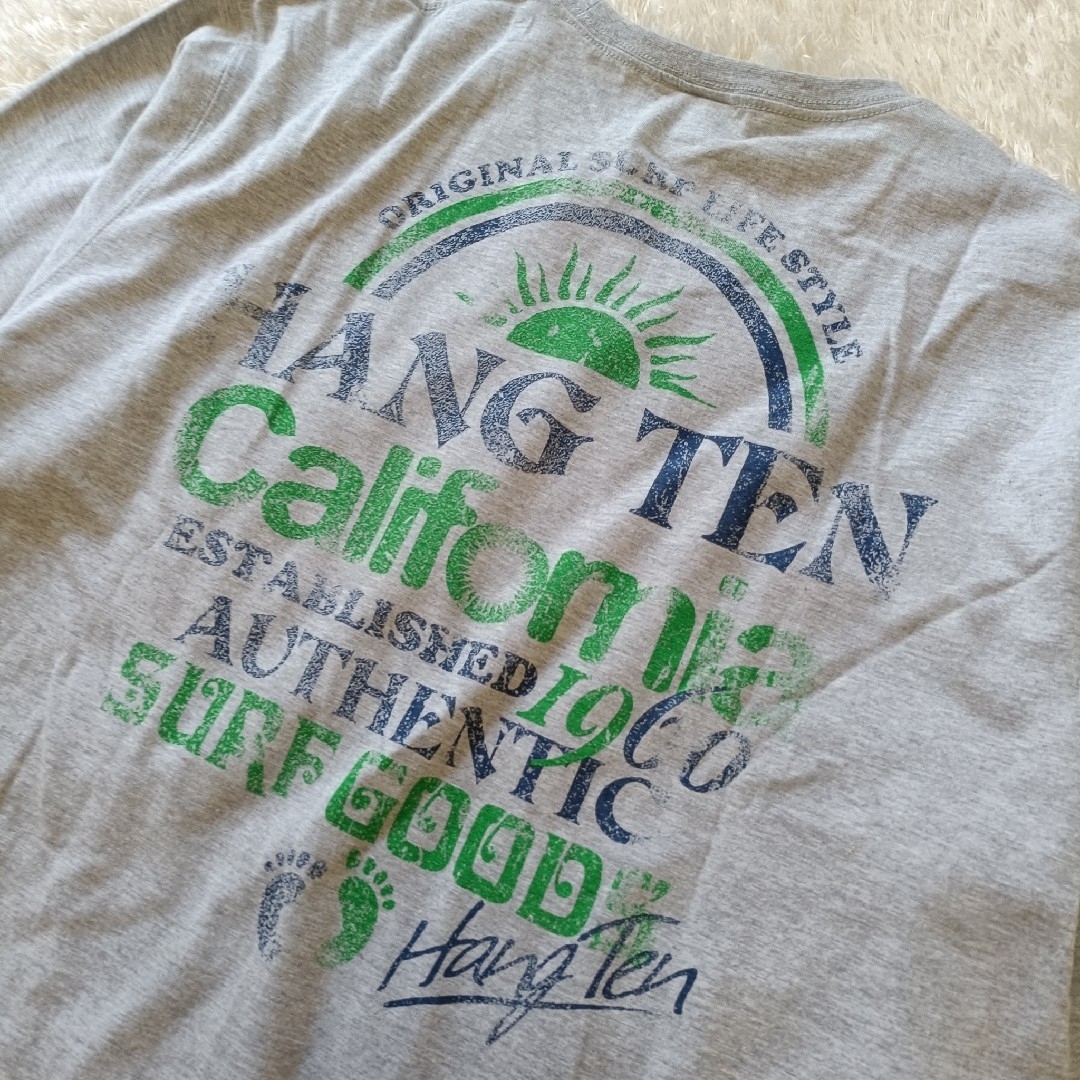 ORIGINAL SURF LIFE STYLE
HANG TEN
California
ESTABLISHED 1960
AUTHENTIC
SURF GOODS
Hang Ten